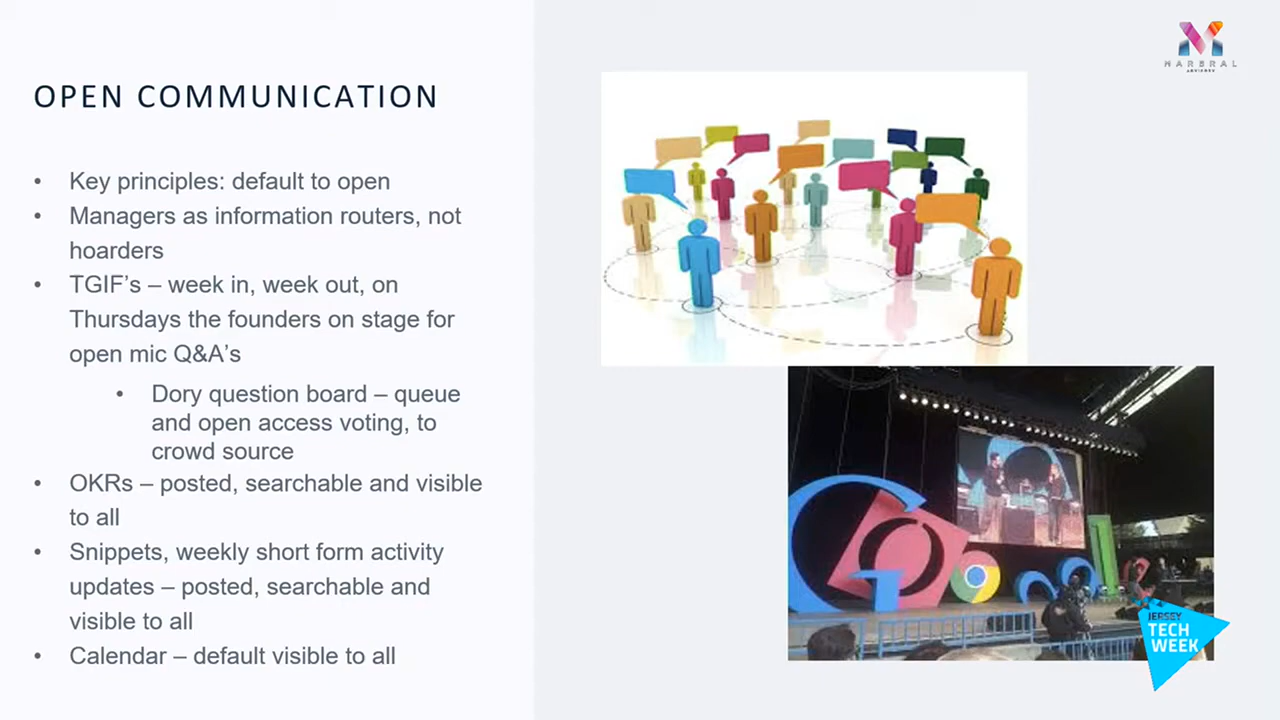 MARBRAL
ADVISORY
OPEN COMMUNICATION
• Key principles: default to open
• Managers as information routers, not
hoarders
• TGIF’s – week in, week out, on
Thursdays the founders on stage for
open mic Q&A’s
• Dory question board – queue
and open access voting, to
crowd source
• OKRs – posted, searchable and visible
to all
• Snippets, weekly short form activity
updates – posted, searchable and
visible to all
• Calendar – default visible to all
Google
JERSEY
TECH
WEEK